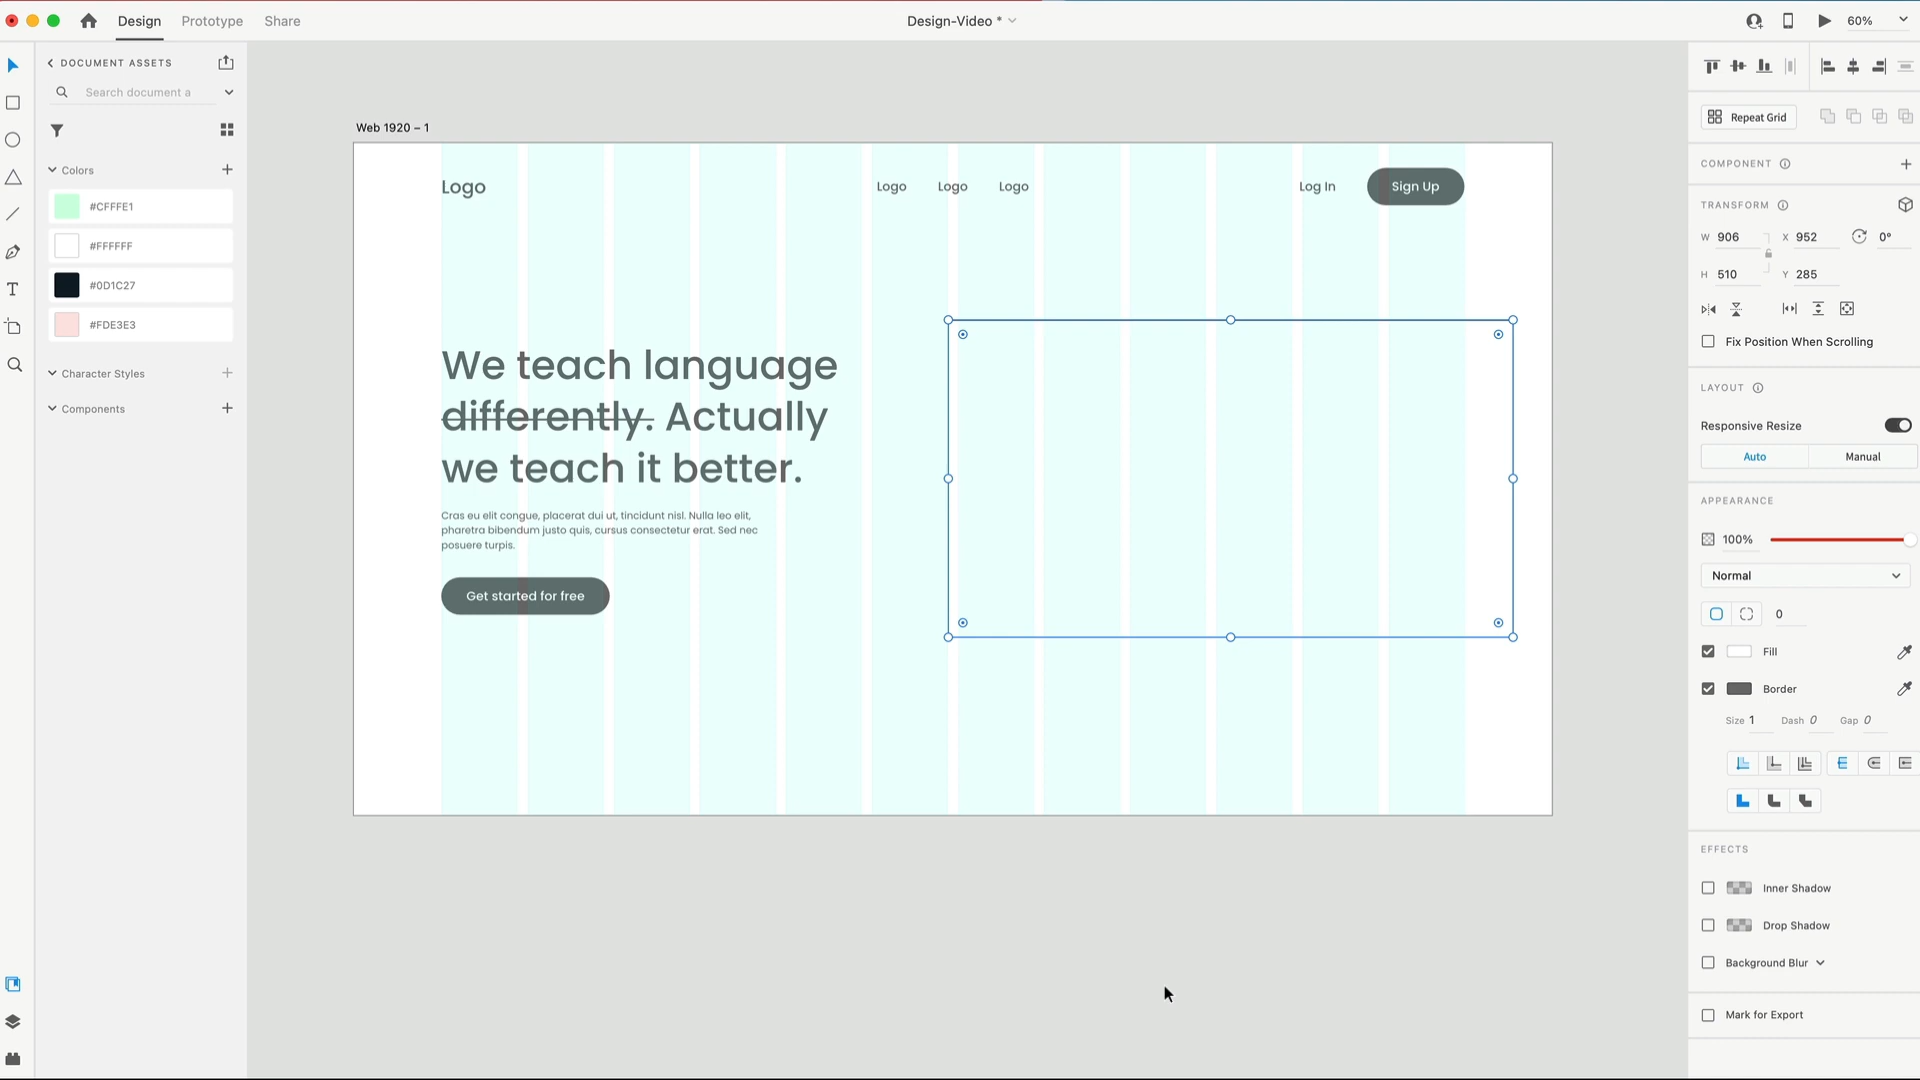 Design
Prototype
Share
Design-Video *
60%
DOCUMENT ASSETS
Search document a
Colors
#CFFFE1
#FFFFFF
#0D1C27
#FDE3E3
Character Styles
Components
Web 1920 – 1
Logo
Logo
Logo
Logo
Log In
Sign Up
We teach language
differently. Actually
we teach it better.
Cras eu elit congue, placerat dui ut, tincidunt nisl. Nulla leo elit,
pharetra bibendum justo quis, cursus consectetur erat. Sed nec
posuere turpis.
Get started for free
Repeat Grid
COMPONENT
TRANSFORM
W 906 X 952 0°
H 510 Y 285
Fix Position When Scrolling
LAYOUT
Responsive Resize
Auto
Manual
APPEARANCE
100%
Normal
0
Fill
Border
Size 1 Dash 0 Gap 0
EFFECTS
Inner Shadow
Drop Shadow
Background Blur
Mark for Export